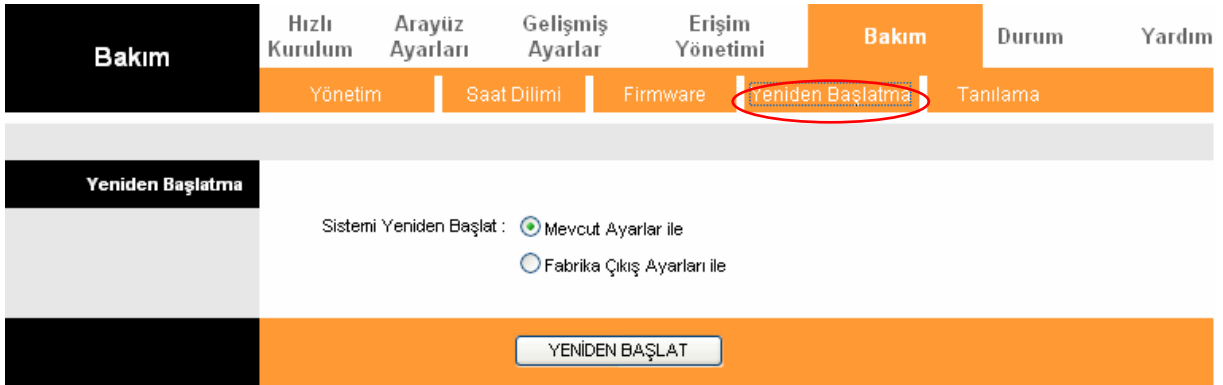 Bakım
Hızlı Kurulum
Arayüz Ayarları
Gelişmiş Ayarlar
Erişim Yönetimi
Bakım
Durum
Yardım
Yönetim
Saat Dilimi
Firmware
Yeniden Başlatma
Tanılama
Yeniden Başlatma
Sistemi Yeniden Başlat :
Mevcut Ayarlar ile
Fabrika Çıkış Ayarları ile
YENİDEN BAŞLAT